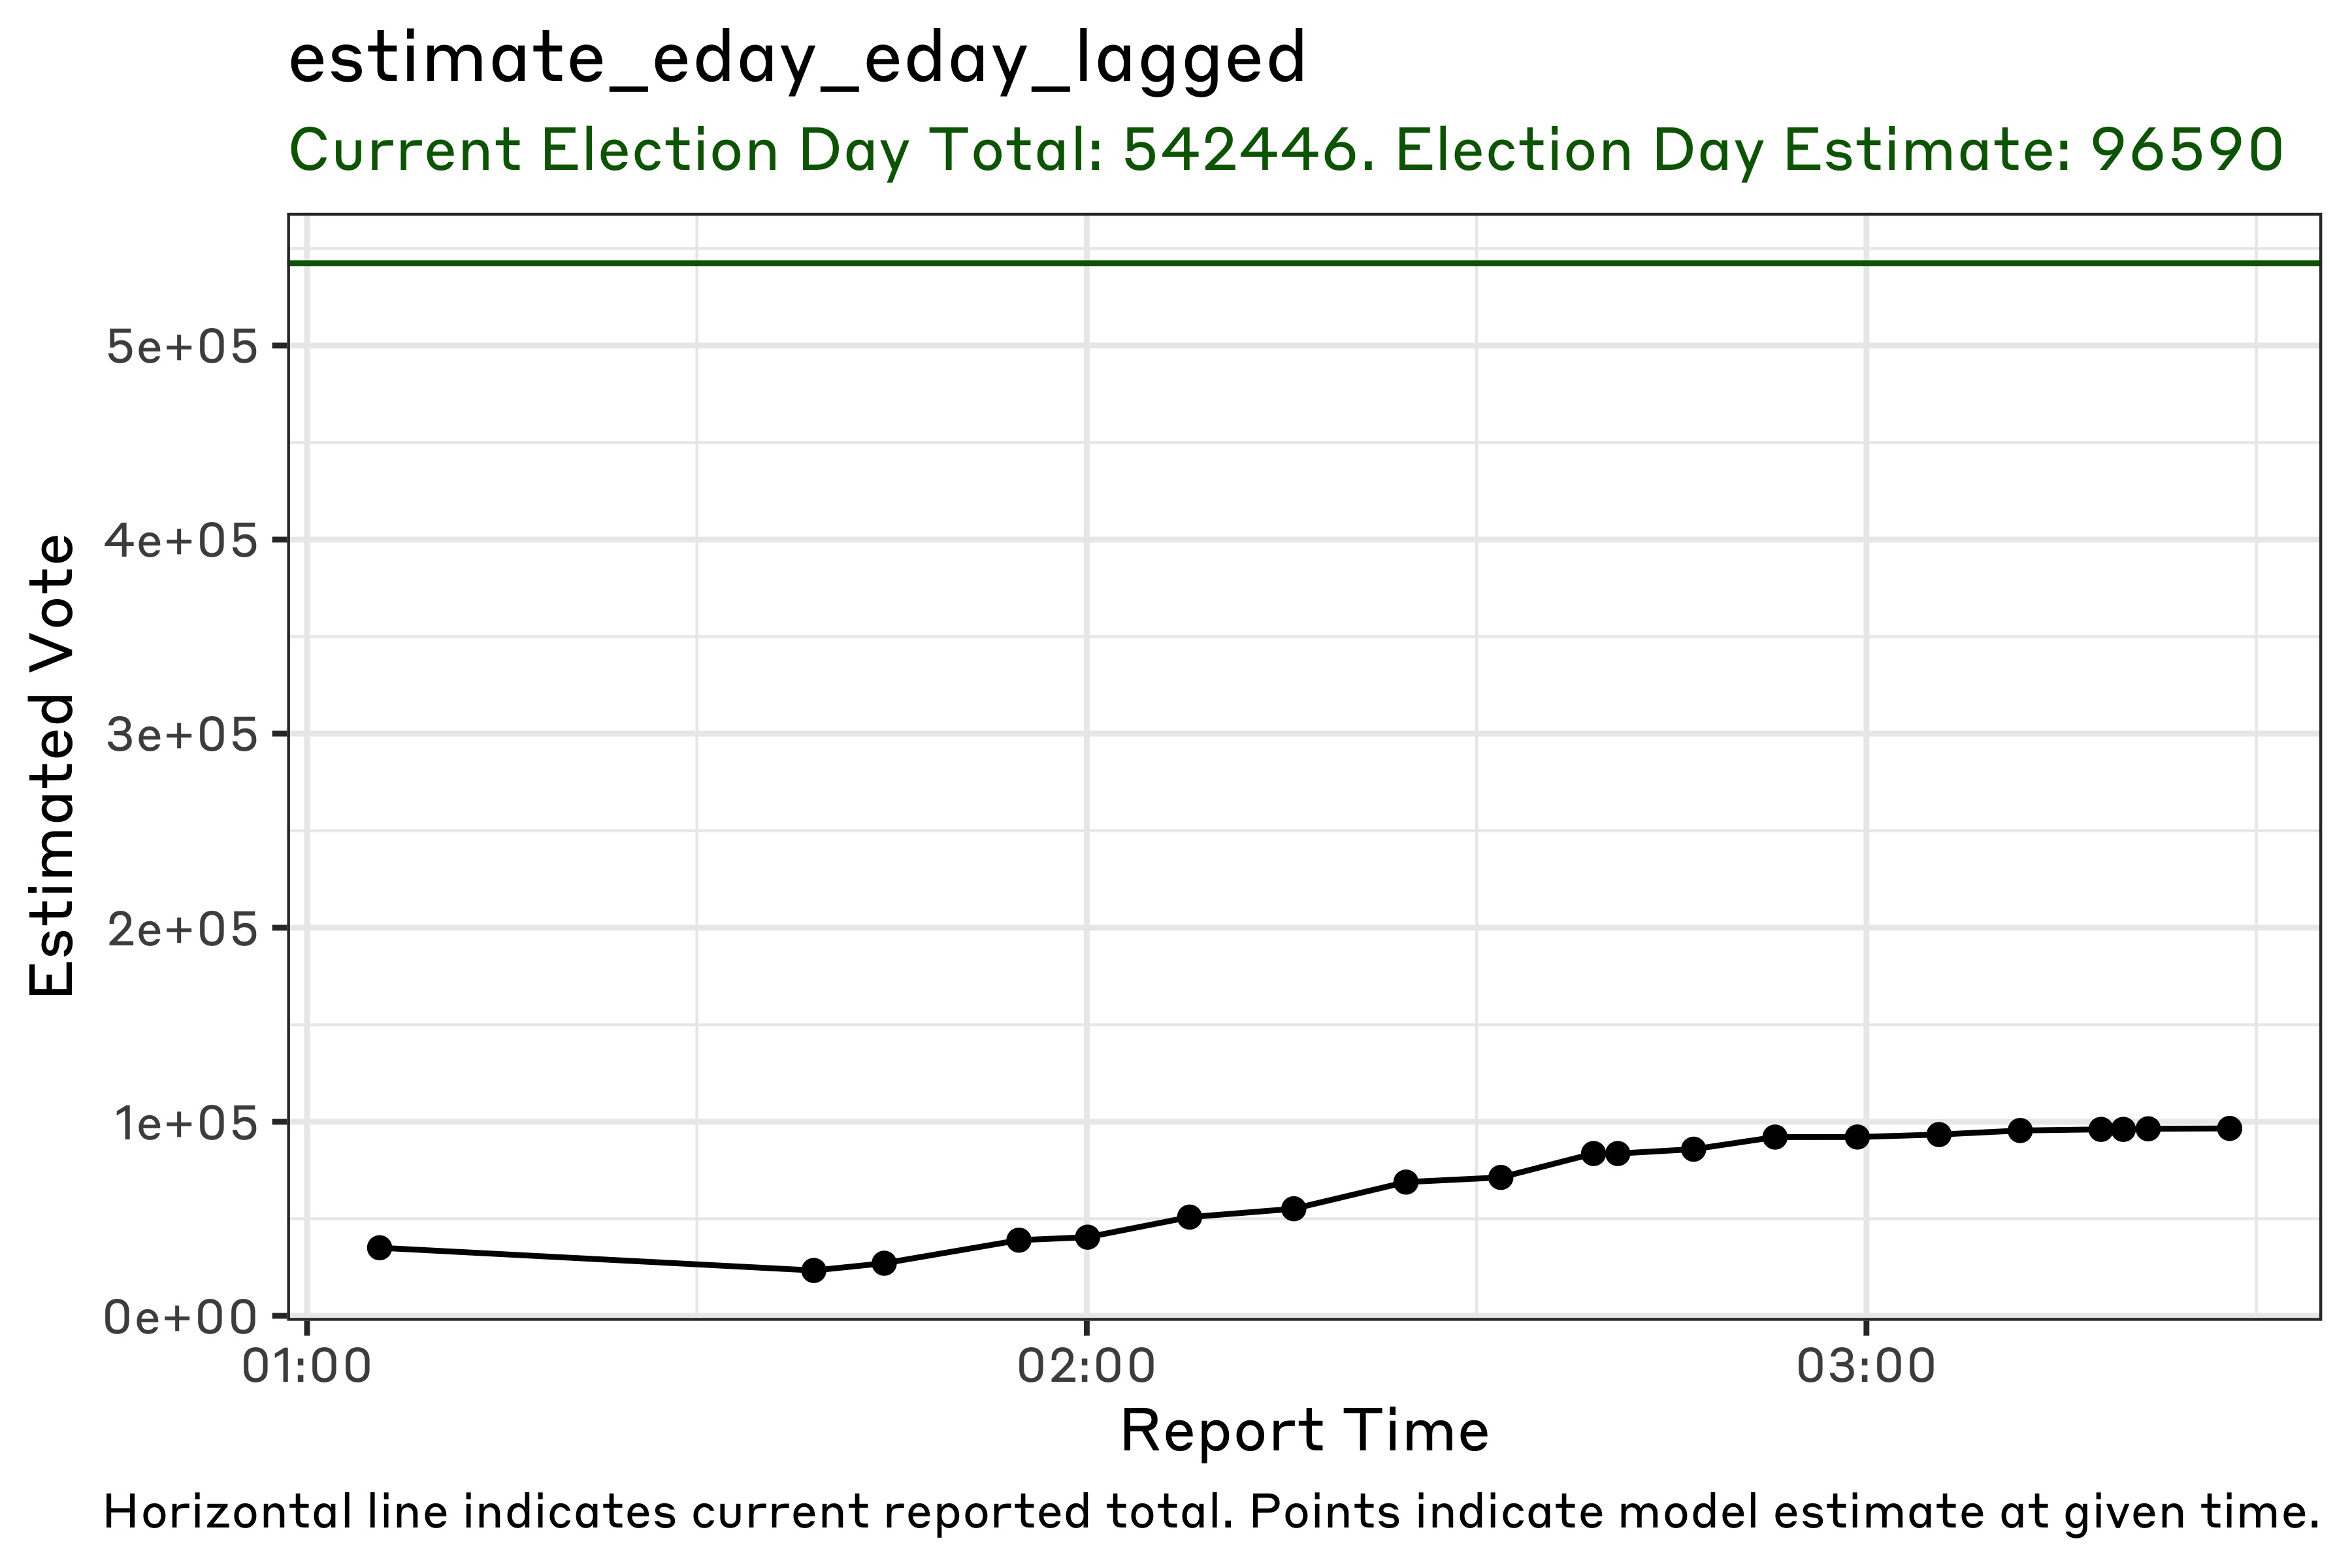 estimate_eday_eday_lagged
Current Election Day Total: 542446. Election Day Estimate: 96590
Estimated Vote
5e+05
4e+05
3e+05
2e+05
1e+05
0e+00
01:00 02:00 03:00
Report Time
Horizontal line indicates current reported total. Points indicate model estimate at given time.